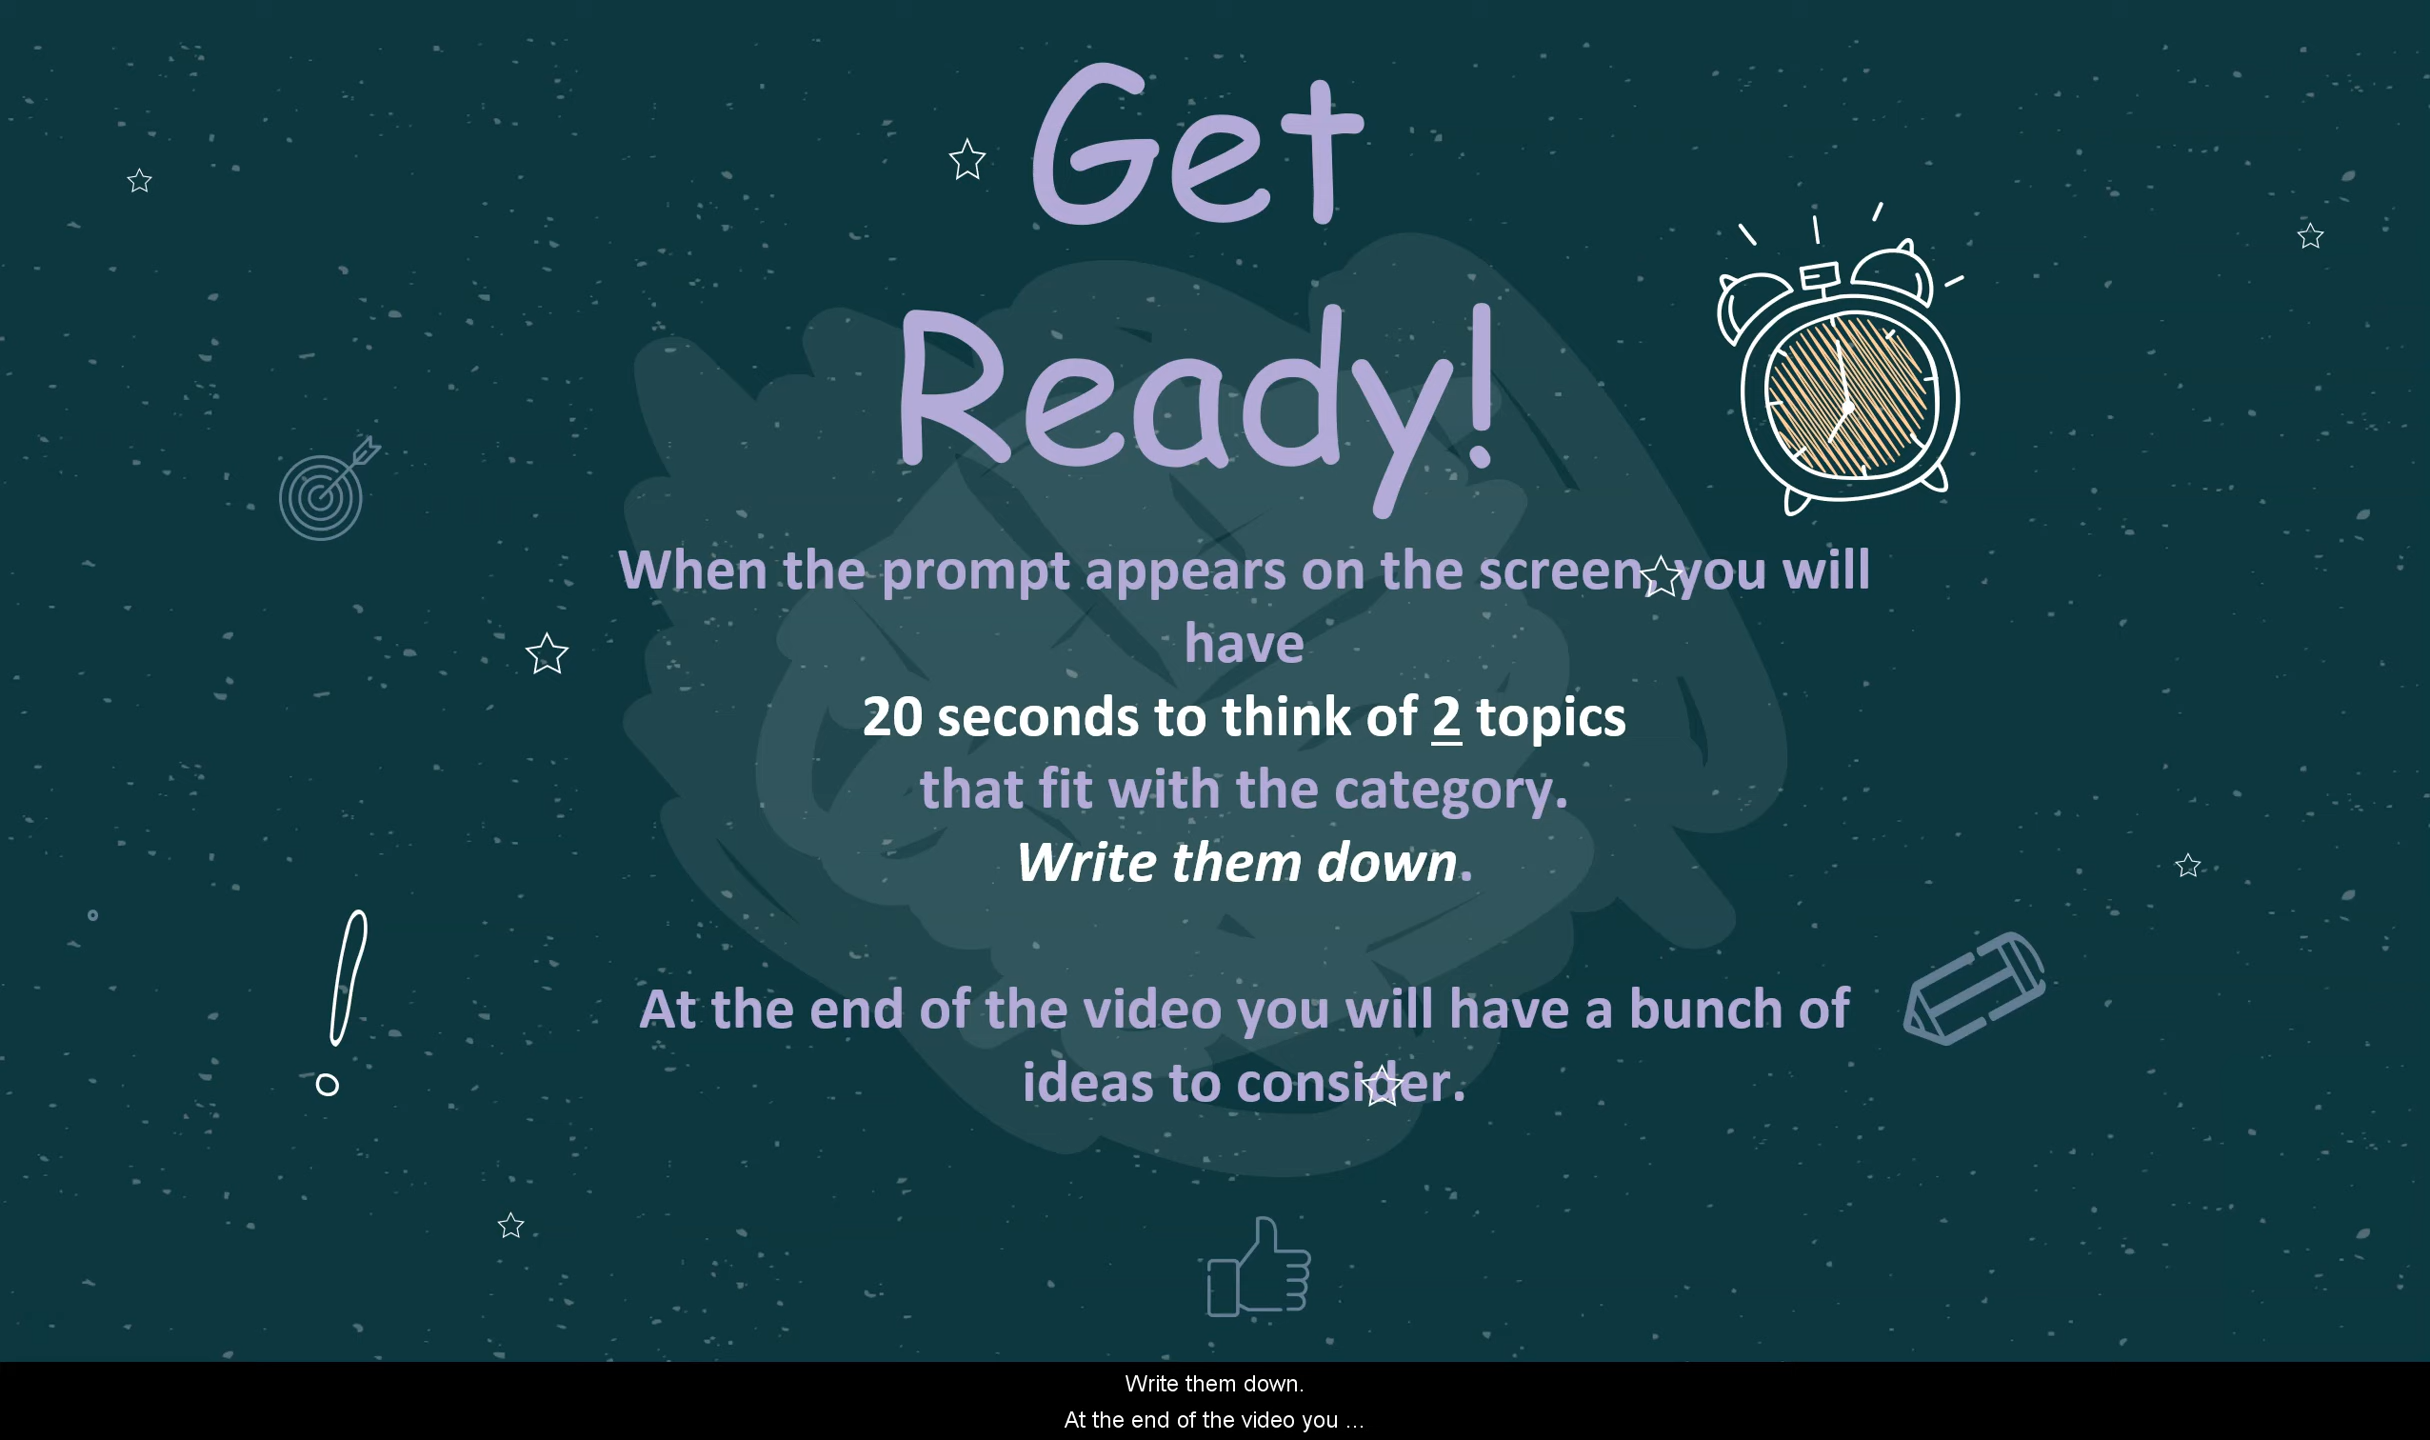 Get
Ready!
When the prompt appears on the screen, you will
have
20 seconds to think of 2 topics
that fit with the category.
Write them down.
At the end of the video you will have a bunch of
ideas to consider.
Write them down.
At the end of the video you ...